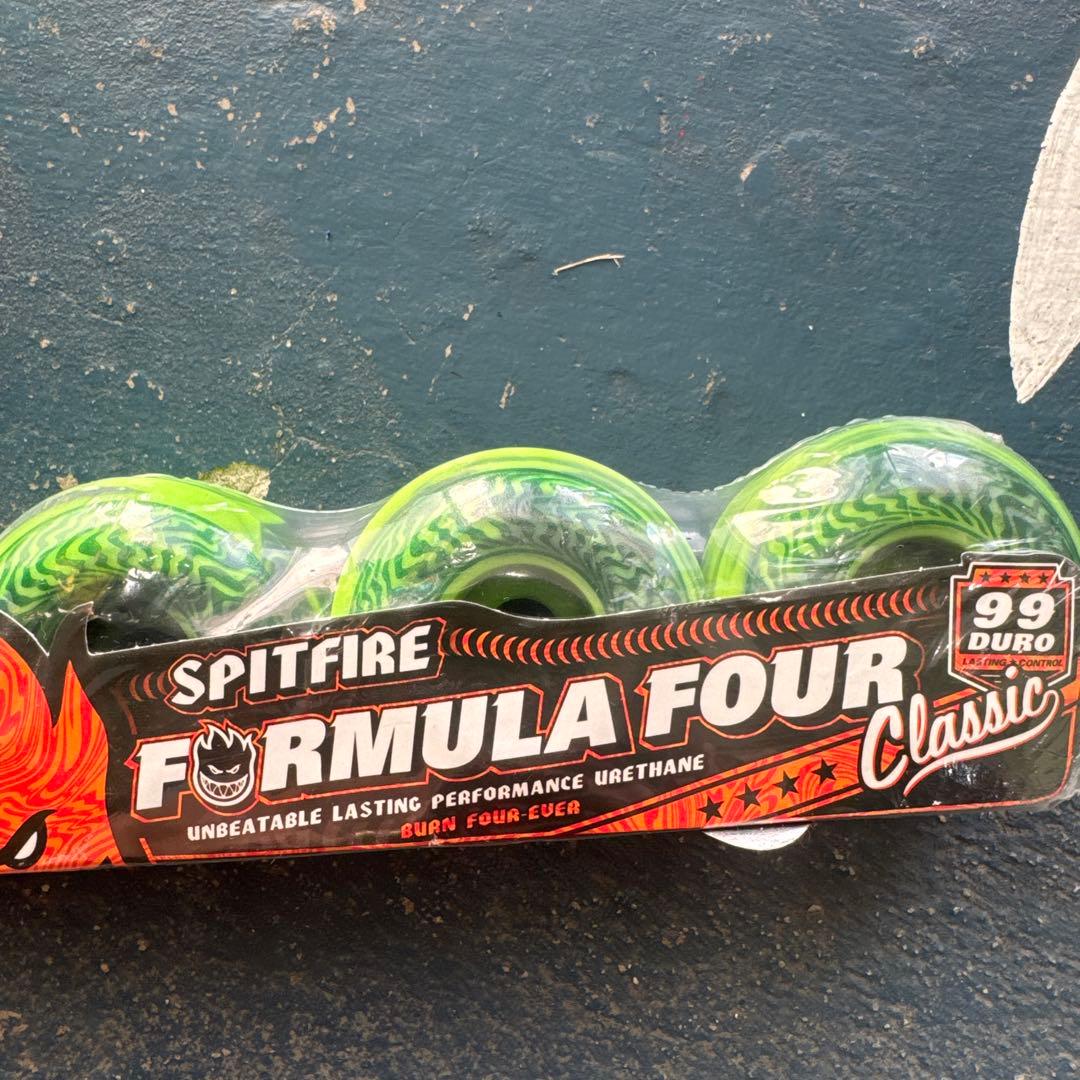 SPITFIRE
FORMULA FOUR
Classic
UNBEATABLE LASTING PERFORMANCE URETHANE
BURN FOUR-EVER
99
DURO
LASTING CONTROL